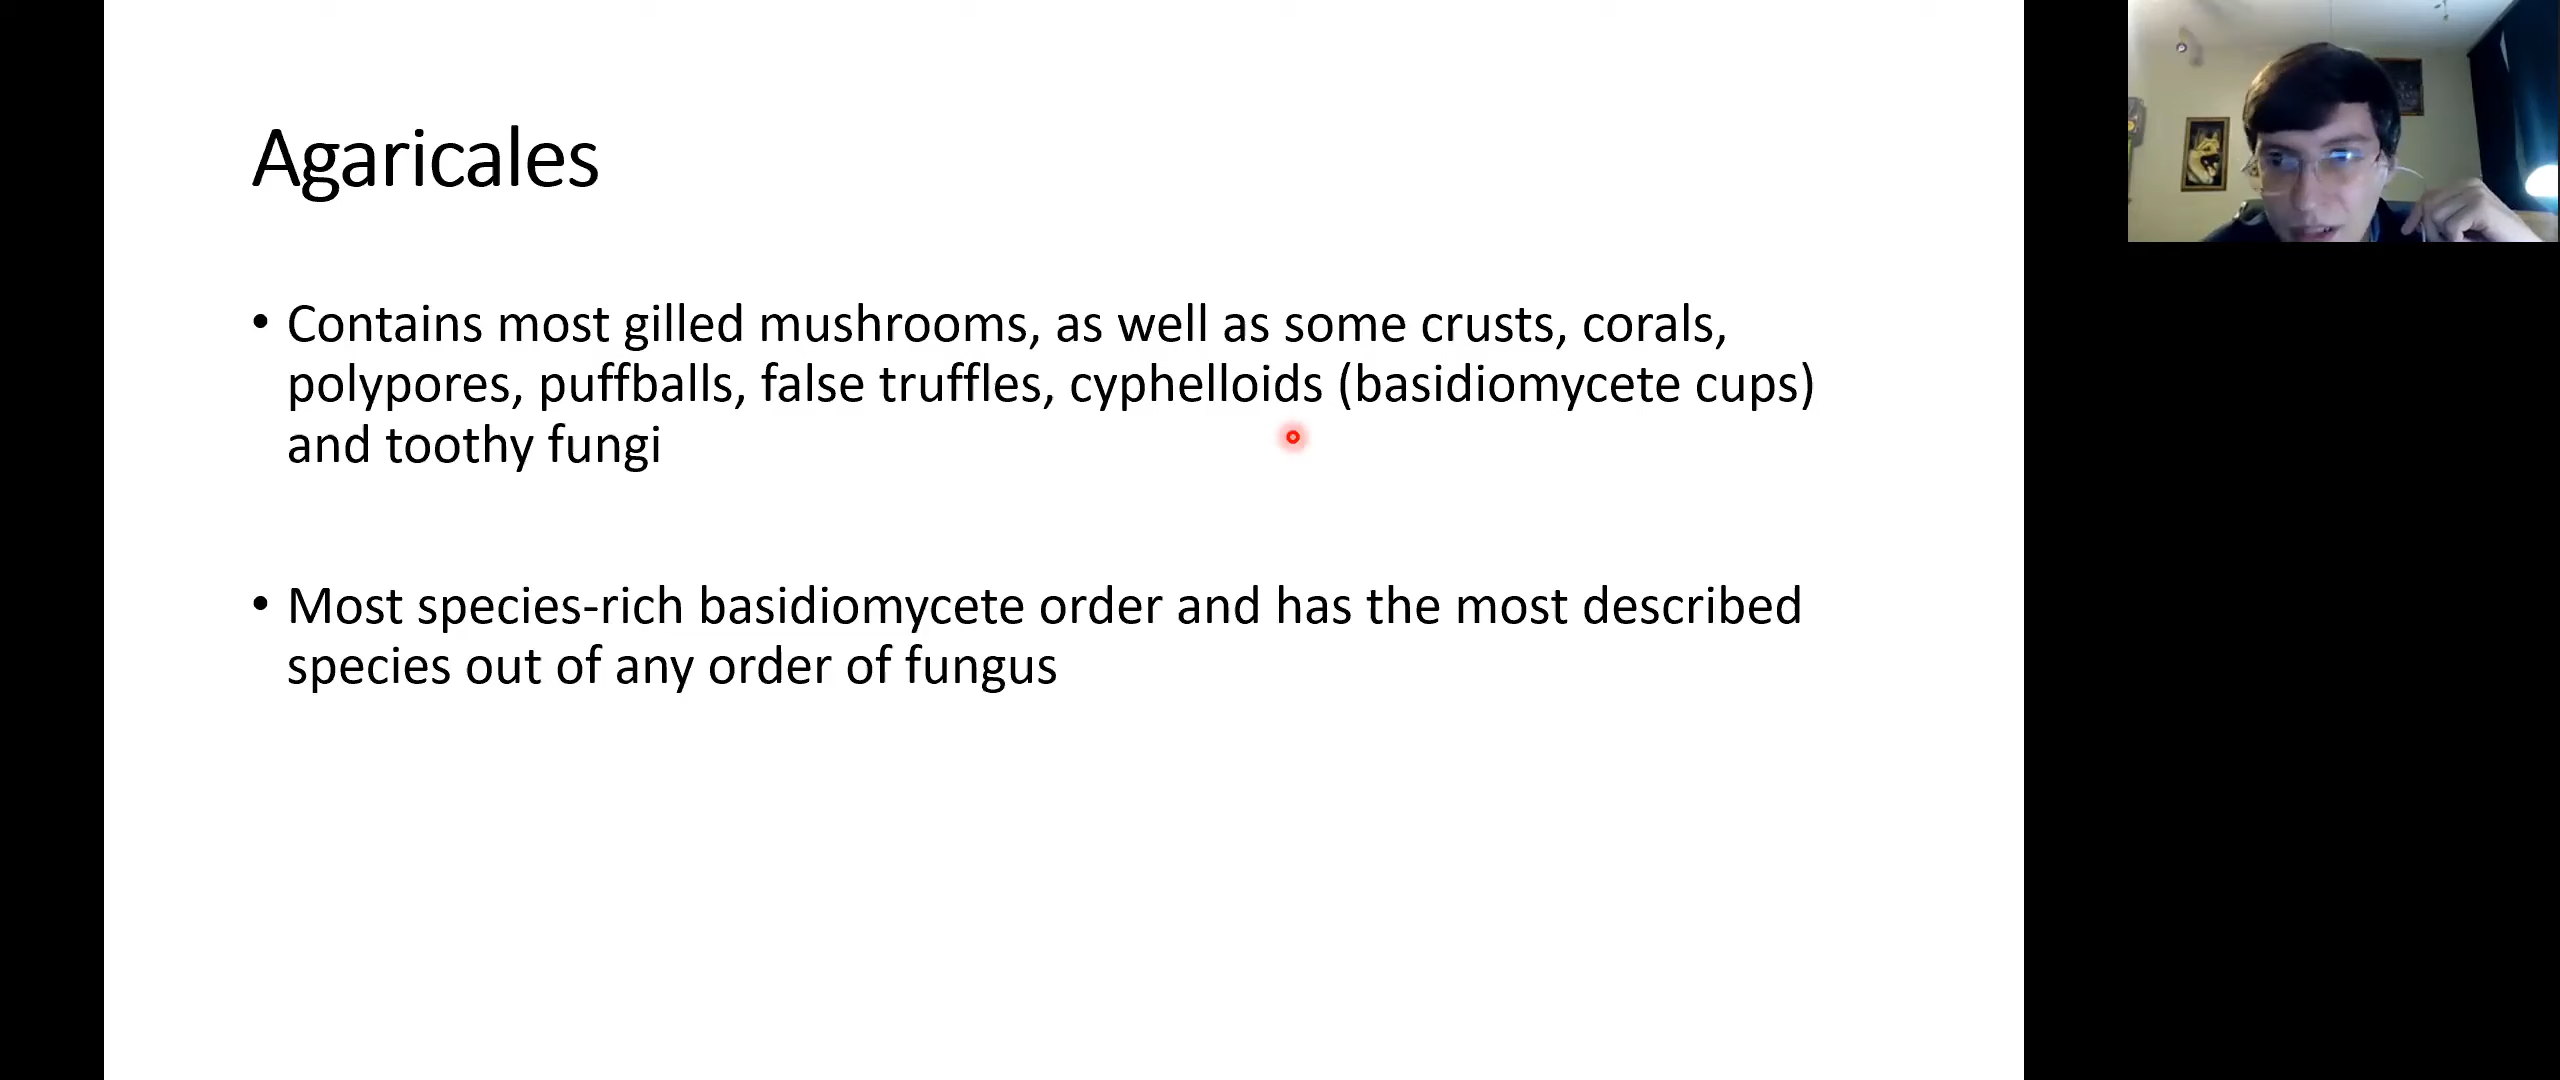 Agaricales
• Contains most gilled mushrooms, as well as some crusts, corals,
polypores, puffballs, false truffles, cyphelloids (basidiomycete cups)
and toothy fungi
• Most species-rich basidiomycete order and has the most described
species out of any order of fungus